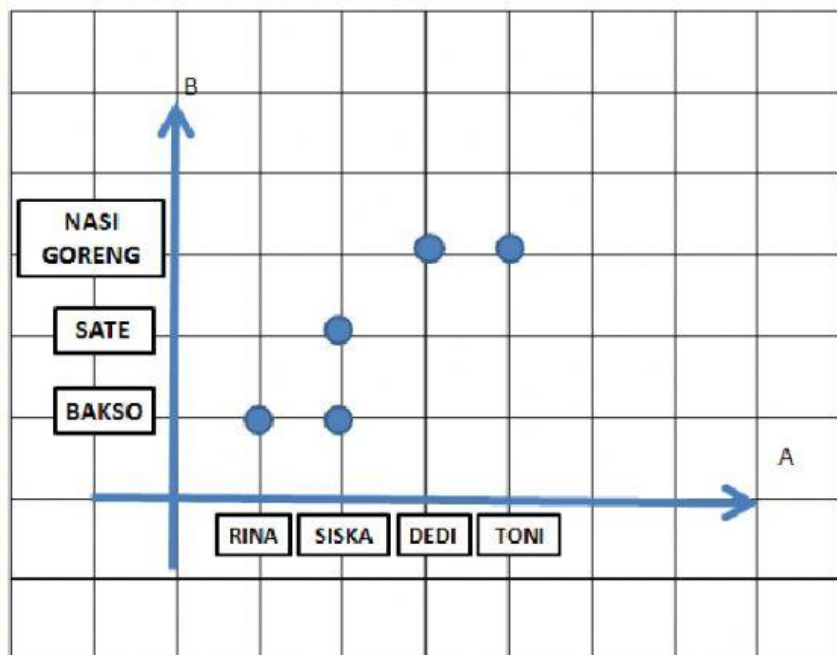 B
NASI
GORENG
SATE
BAKSO
A
RINA
SISKA
DEDI
TONI